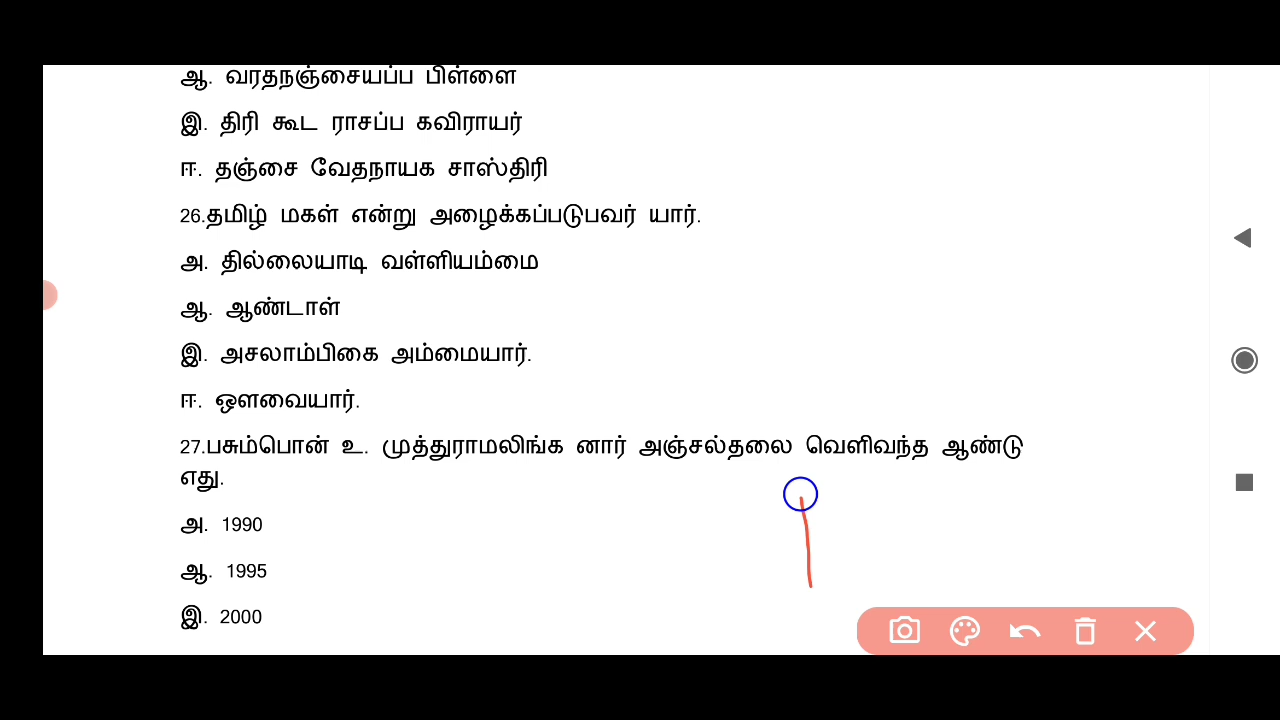 ஆ. வரதநஞ்சையப்ப பிள்ளை
இ. திரி கூட ராசப்ப கவிராயர்
ஈ. தஞ்சை வேதநாயக சாஸ்திரி
26.தமிழ் மகள் என்று அழைக்கப்படுபவர் யார்.
அ. தில்லையாடி வள்ளியம்மை
ஆ. ஆண்டாள்
இ. அசலாம்பிகை அம்மையார்.
ஈ. ஔவையார்.
27.பசும்பொன் உ. முத்துராமலிங்க னார் அஞ்சல்தலை வெளிவந்த ஆண்டு
எது.
அ. 1990
ஆ. 1995
இ. 2000